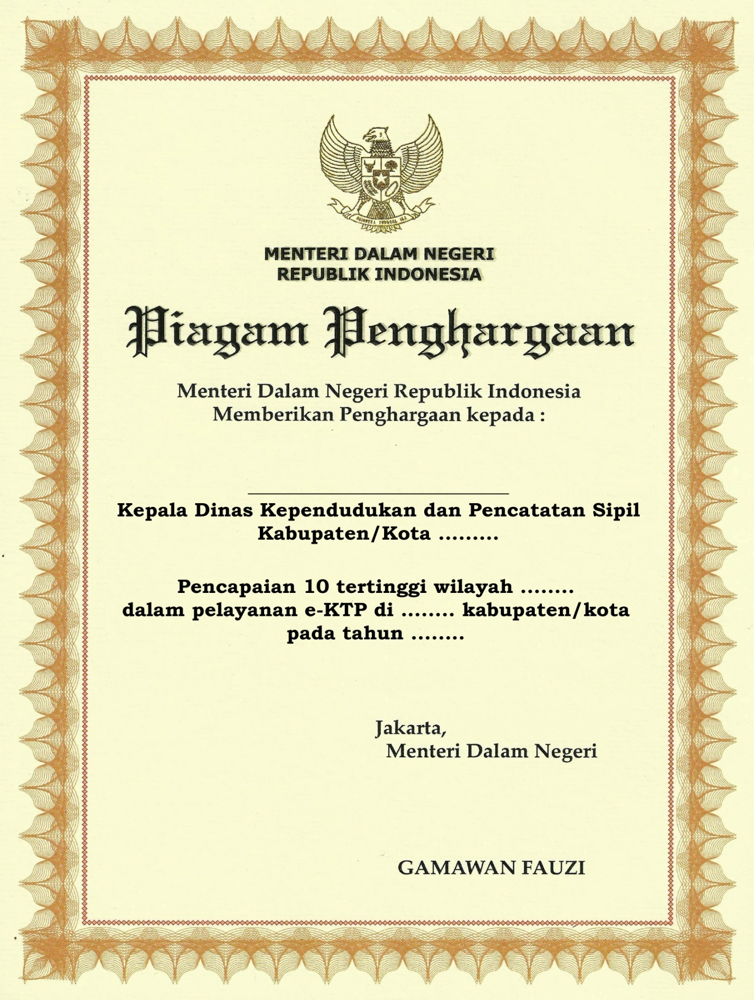 BHINNEKA TUNGGAL IKA
MENTERI DALAM NEGERI
REPUBLIK INDONESIA
Piagam Penghargaan
Menteri Dalam Negeri Republik Indonesia
Memberikan Penghargaan kepada :
Kepala Dinas Kependudukan dan Pencatatan Sipil
Kabupaten/Kota .........
Pencapaian 10 tertinggi wilayah ........
dalam pelayanan e-KTP di ........ kabupaten/kota
pada tahun ........
Jakarta,
Menteri Dalam Negeri
GAMAWAN FAUZI